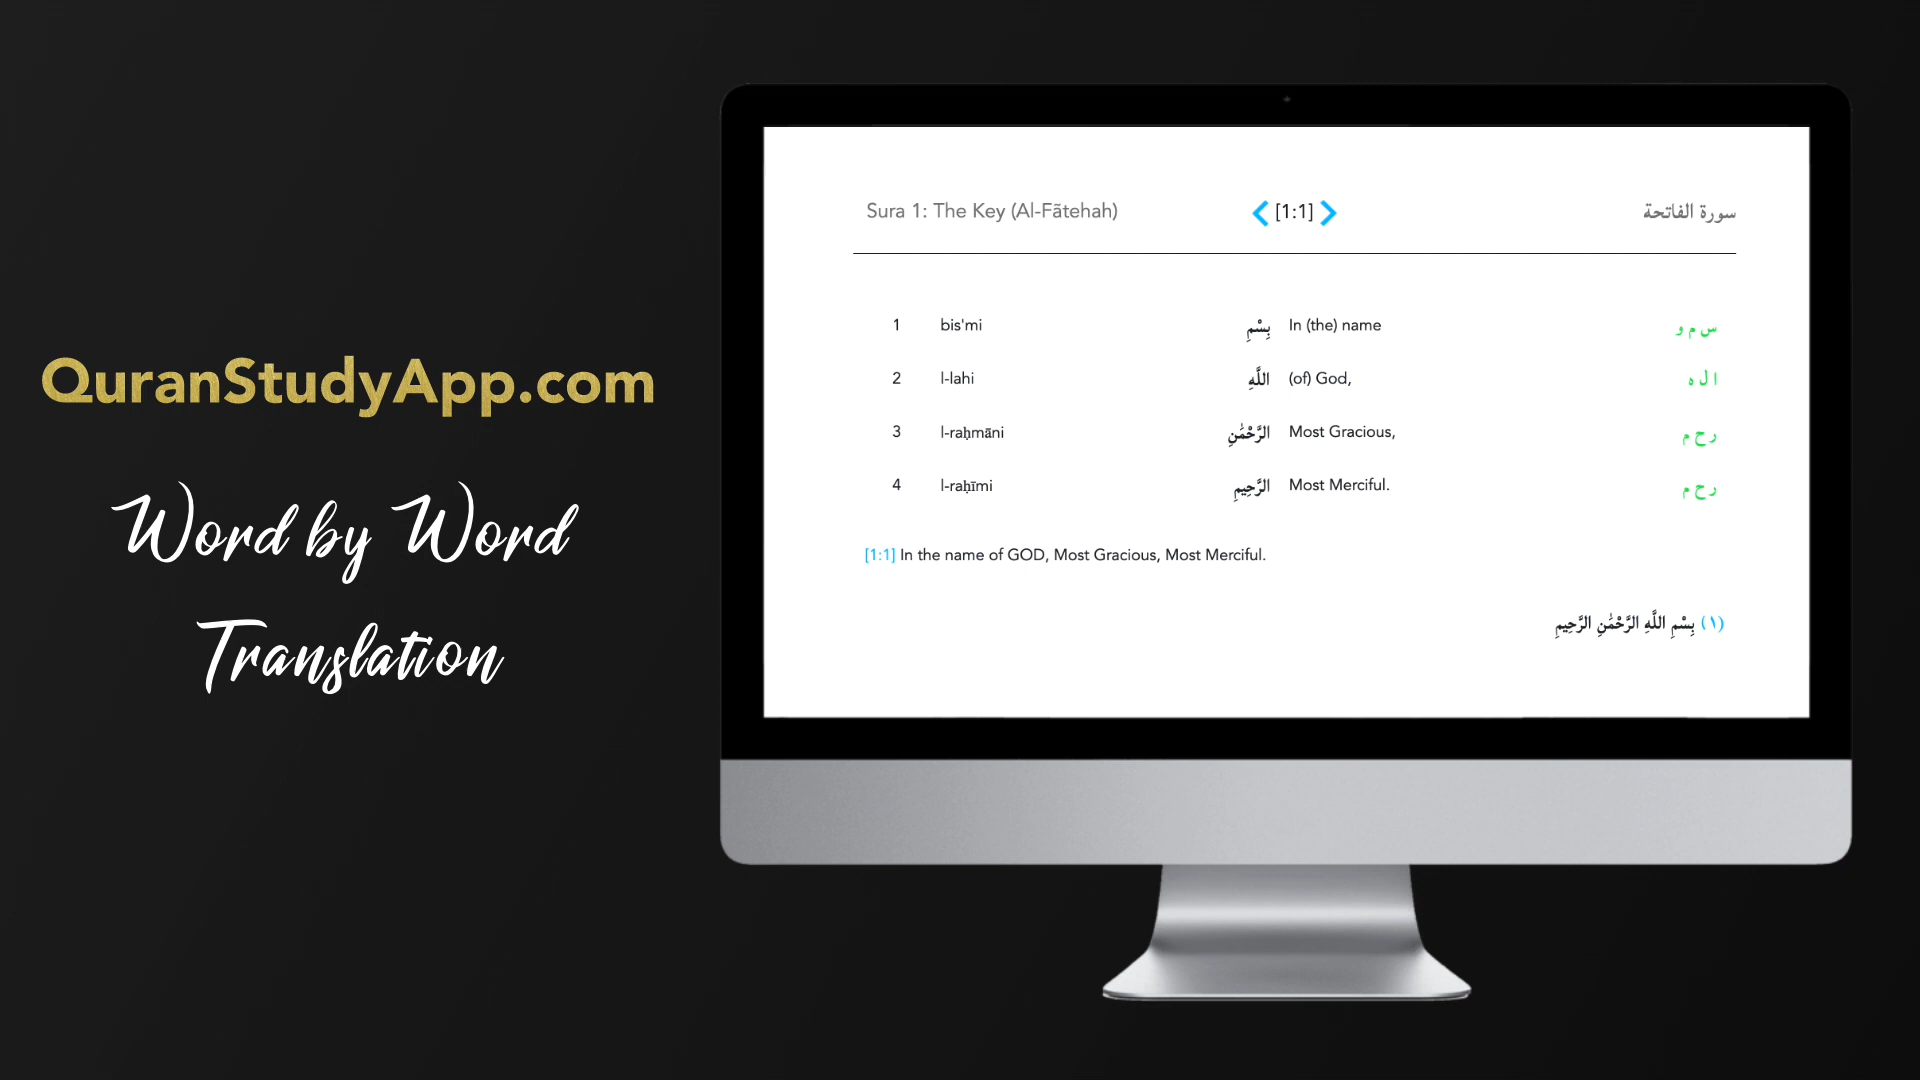 QuranStudyApp.com
Word by Word
Translation
Sura 1: The Key (Al-Fātehah) [1:1] سورة الفاتحة
1 bis'mi بِسْمِ In (the) name س م و
2 l-lahi اللَّهِ (of) God, ا ل ه
3 l-raḥmāni الرَّحْمَٰنِ Most Gracious, ر ح م
4 l-raḥīmi الرَّحِيمِ Most Merciful. ر ح م
[1:1] In the name of GOD, Most Gracious, Most Merciful.
(١) بِسْمِ اللَّهِ الرَّحْمَٰنِ الرَّحِيمِ